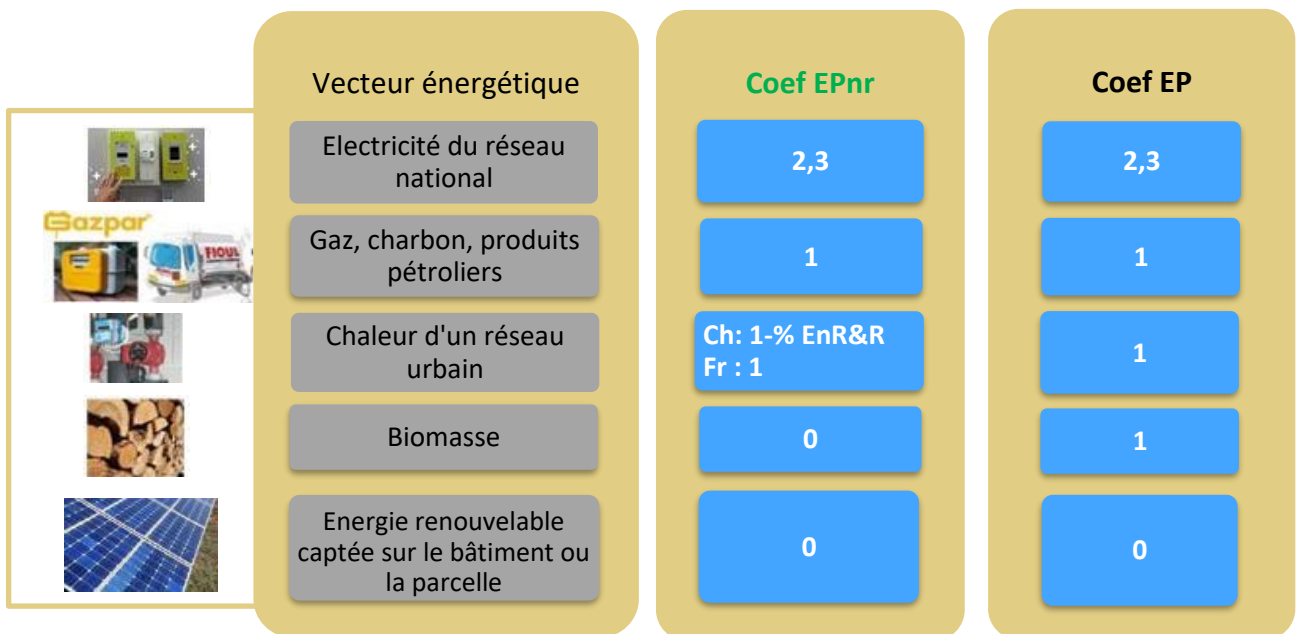 Vecteur énergétique
Coef EPnr
Coef EP
Electricité du réseau
national
2,3
2,3
Gazpar
FIOUL
Gaz, charbon, produits
pétroliers
1
1
Chaleur d'un réseau
urbain
Ch: 1-% EnR&R
Fr : 1
1
Biomasse
0
1
Energie renouvelable
captée sur le bâtiment ou
la parcelle
0
0